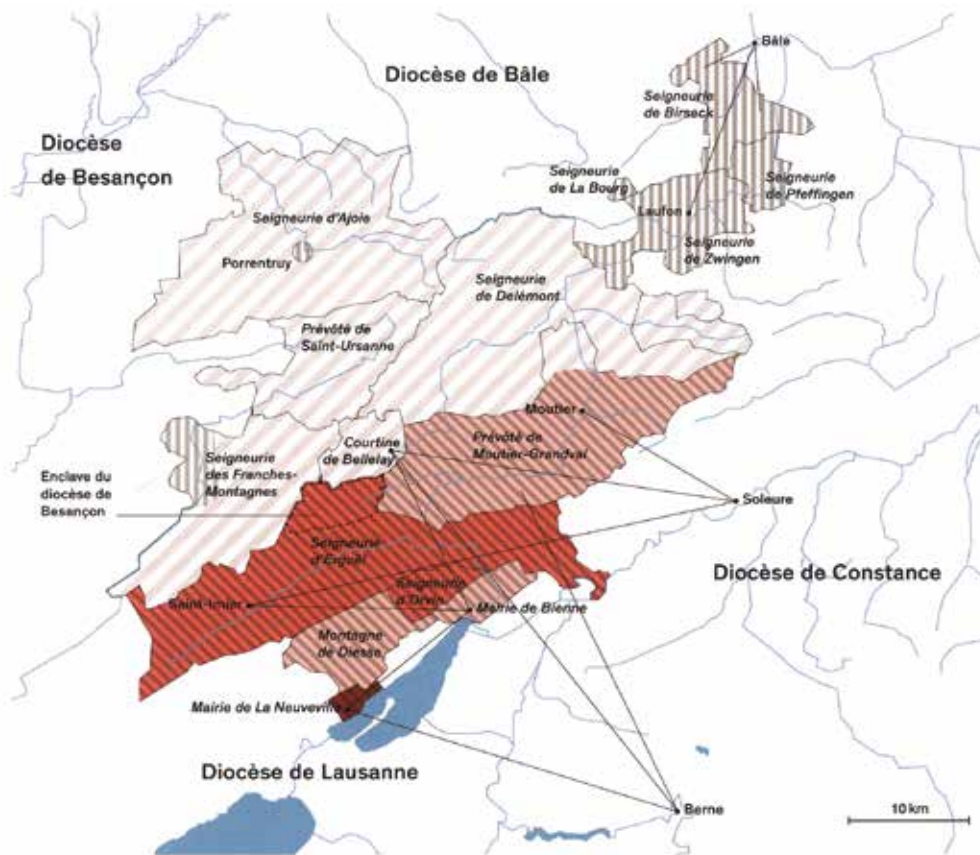 Bâle
Diocèse de Bâle
Seigneurie
de Birseck
Diocèse
de Besançon
Seigneurie
de La Bourg
Seigneurie
de Pfeffingen
Laufon
Seigneurie d'Ajoie
Seigneurie
de Zwingen
Porrentruy
Seigneurie
de Delémont
Prévôté de
Saint-Ursanne
Moutier
Prévôté de
Moutier-Grandval
Courtine
de Bellelay
Seigneurie
des Franches-
Montagnes
Enclave du
diocèse de
Besançon
Soleure
Seigneurie
d'Erguël
Diocèse de Constance
Seigneurie
d'Orvin
Saint-Imier
Mairie de Bienne
Montagne
de Diesse
Mairie de La Neuveville
Diocèse de Lausanne
Berne
10 km